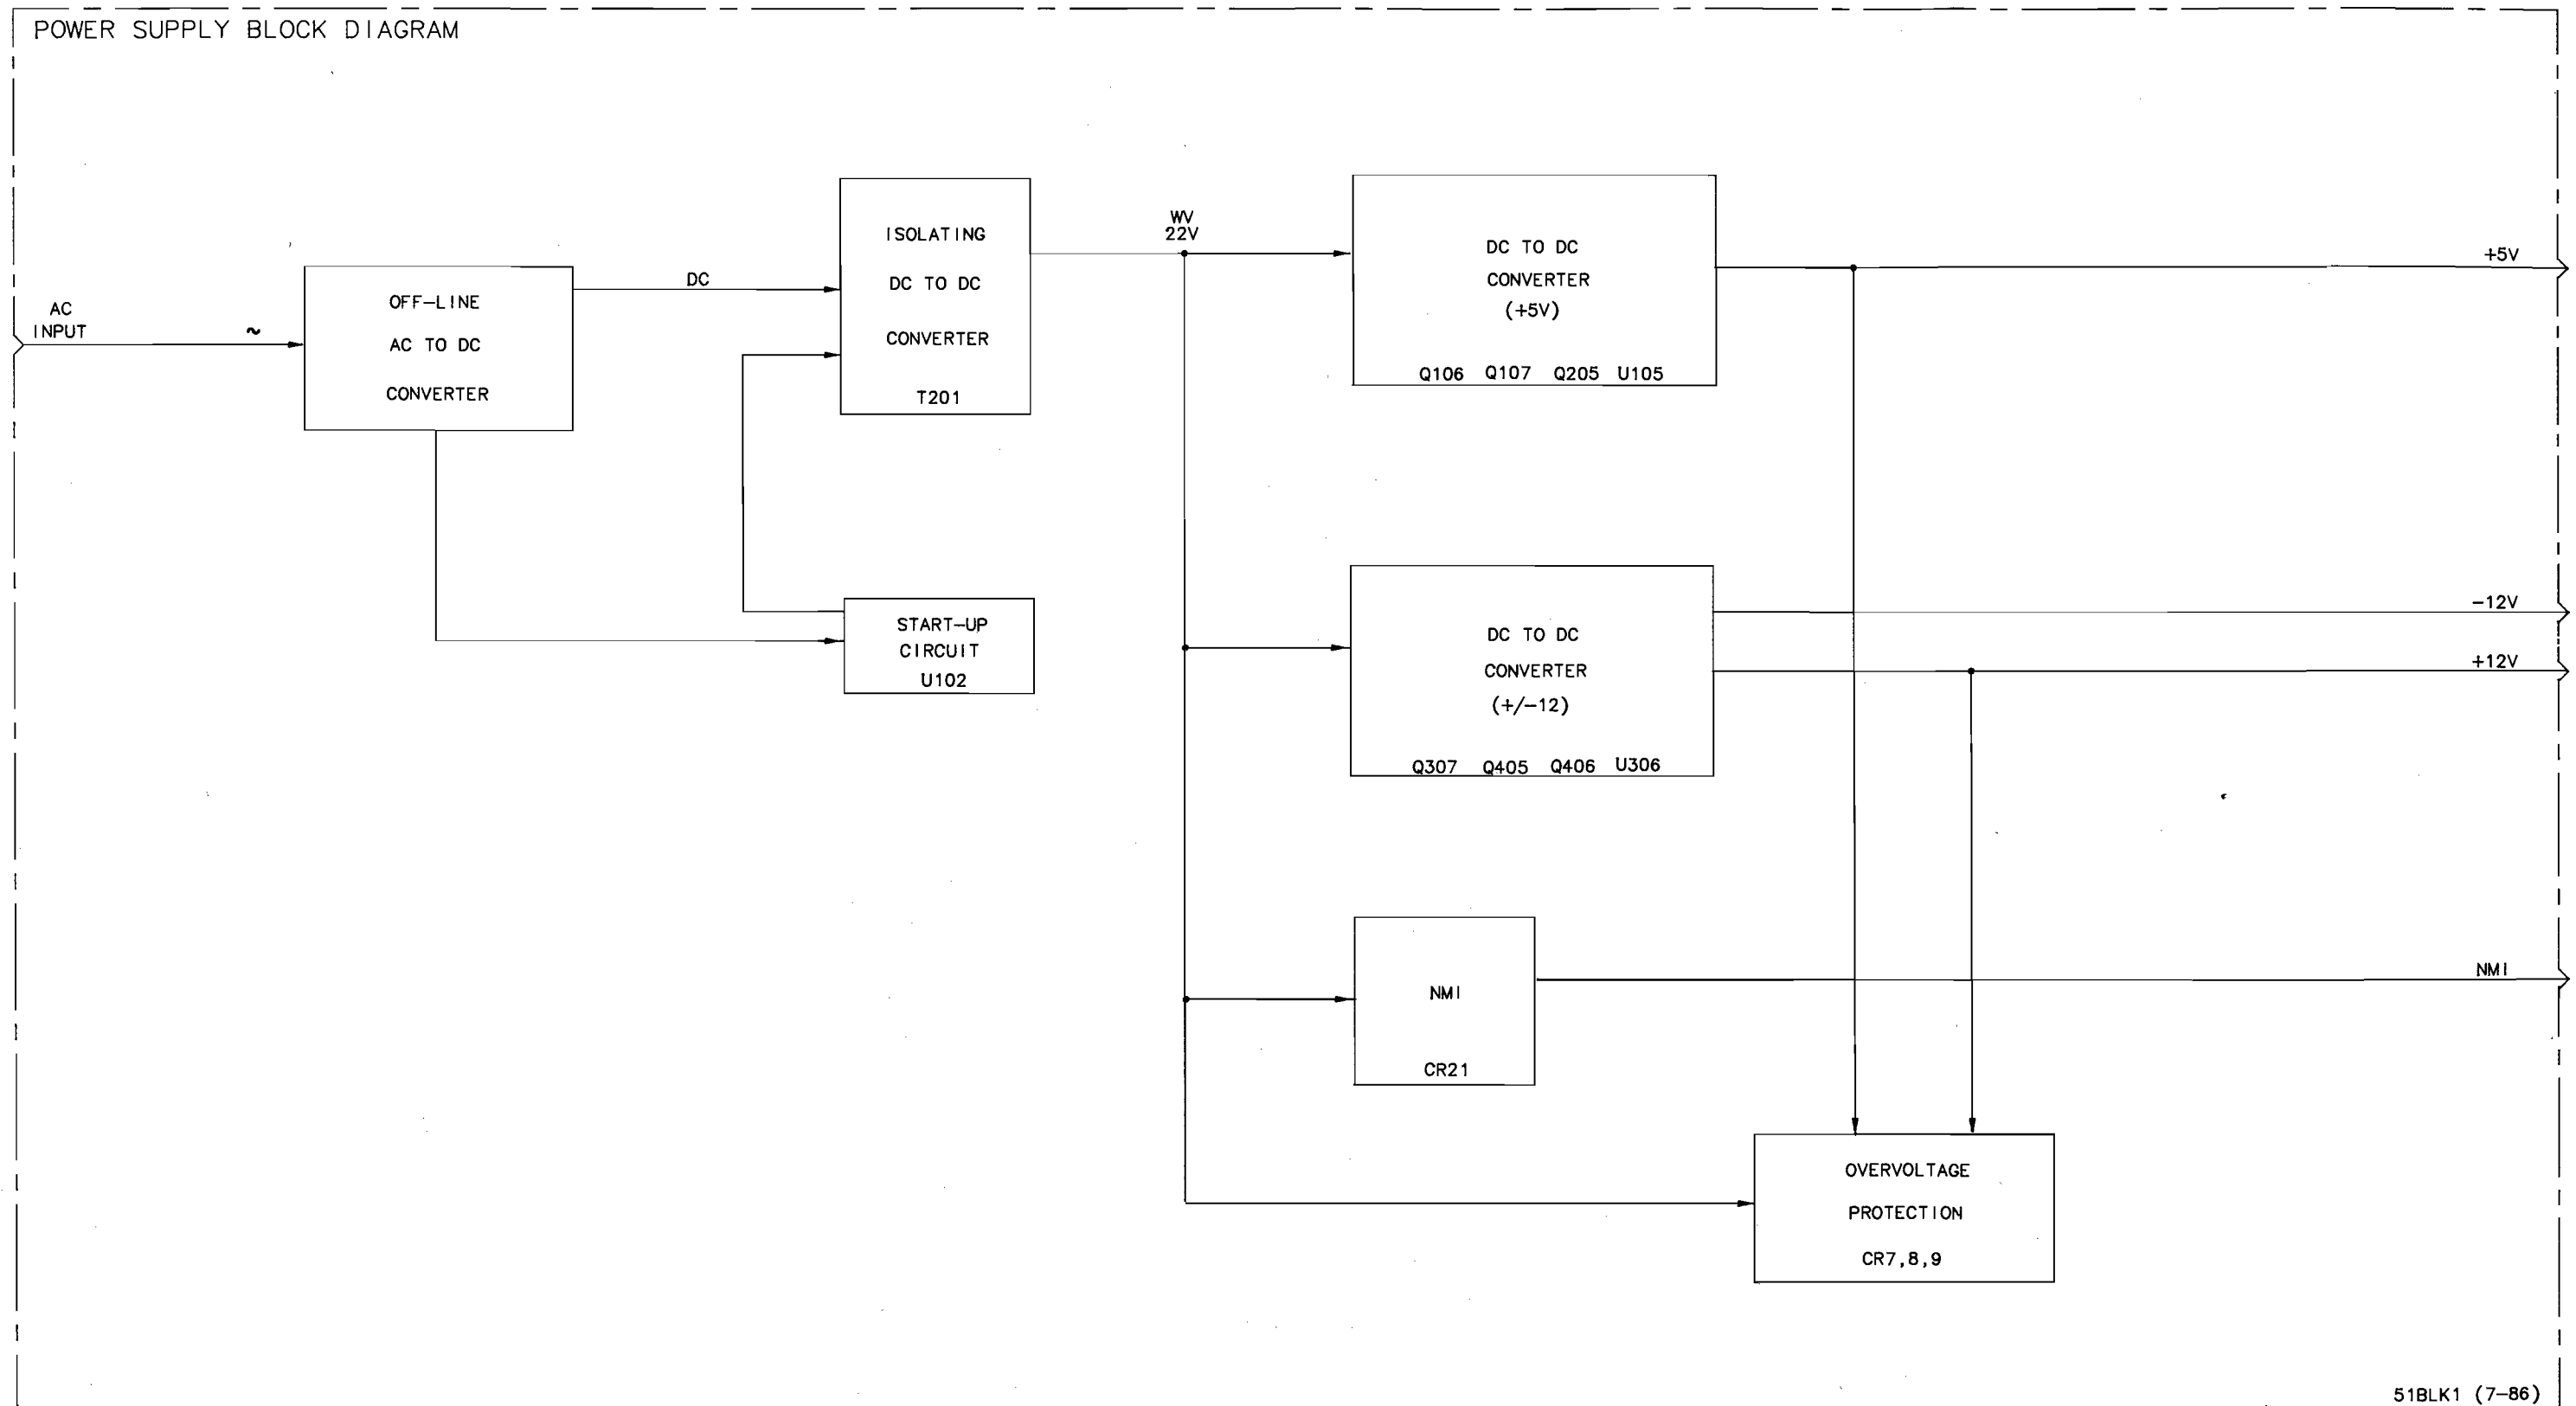 POWER SUPPLY BLOCK DIAGRAM
AC
INPUT
~
OFF-LINE
AC TO DC
CONVERTER
DC
ISOLATING
DC TO DC
CONVERTER
T201
START-UP
CIRCUIT
U102
WV
22V
DC TO DC
CONVERTER
(+5V)
Q106 Q107 Q205 U105
+5V
DC TO DC
CONVERTER
(+/-12)
Q307 Q405 Q406 U306
-12V
+12V
NMI
CR21
NMI
OVERVOLTAGE
PROTECTION
CR7,8,9
51BLK1 (7-86)